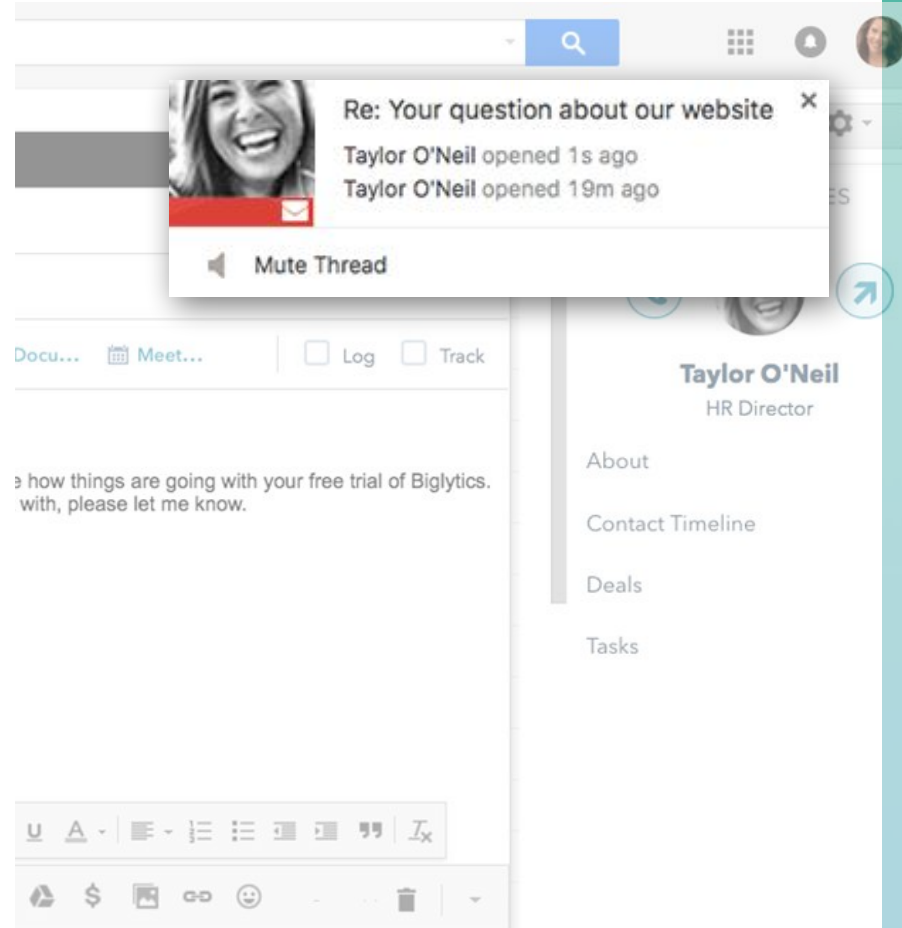 Re: Your question about our website
Taylor O'Neil opened 1s ago
Taylor O'Neil opened 19m ago
Mute Thread
ES
Docu... Meet... Log Track
Taylor O'Neil
HR Director
About
Contact Timeline
Deals
Tasks
e how things are going with your free trial of Biglytics.
with, please let me know.